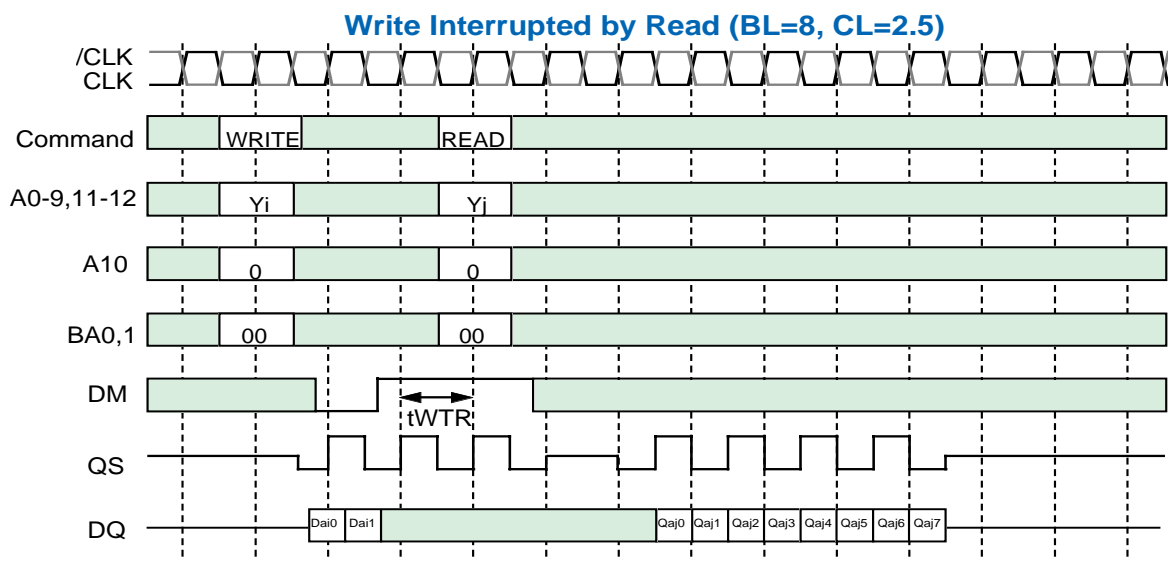 Write Interrupted by Read (BL=8, CL=2.5)
/CLK
CLK
Command WRITE READ
A0-9,11-12 Yi Yj
A10 0 0
BA0,1 00 00
DM
tWTR
QS
DQ Dai0 Dai1 Qaj0 Qaj1 Qaj2 Qaj3 Qaj4 Qaj5 Qaj6 Qaj7